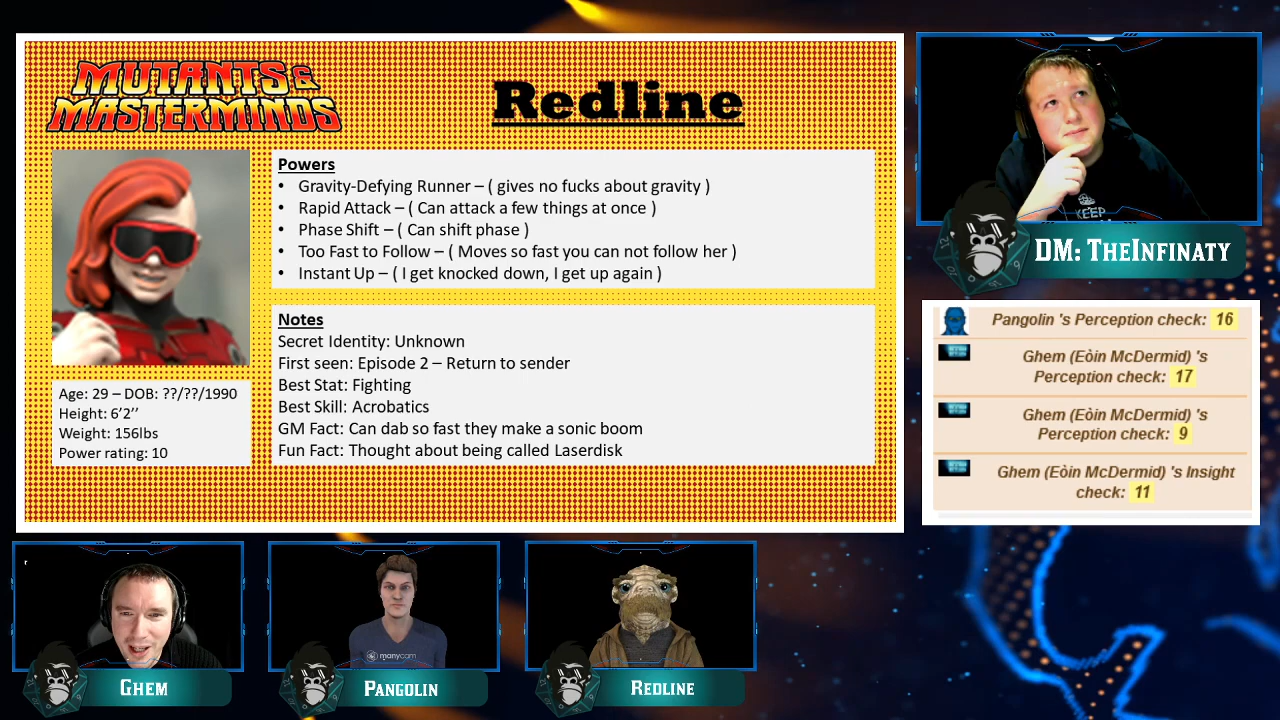 MUTANTS &
MASTERMINDS
Redline
Powers
• Gravity-Defying Runner – ( gives no fucks about gravity )
• Rapid Attack – ( Can attack a few things at once )
• Phase Shift – ( Can shift phase )
• Too Fast to Follow – ( Moves so fast you can not follow her )
• Instant Up – ( I get knocked down, I get up again )
Notes
Secret Identity: Unknown
First seen: Episode 2 – Return to sender
Best Stat: Fighting
Best Skill: Acrobatics
GM Fact: Can dab so fast they make a sonic boom
Fun Fact: Thought about being called Laserdisk
Age: 29 – DOB: ??/??/1990
Height: 6’2’’
Weight: 156lbs
Power rating: 10
KEEP
DM: TheInfinaty
Pangolin 's Perception check: 16
Ghem (Eòin McDermid) 's
Perception check: 17
Ghem (Eòin McDermid) 's
Perception check: 9
Ghem (Eòin McDermid) 's Insight
check: 11
manycam
Ghem
Pangolin
Redline